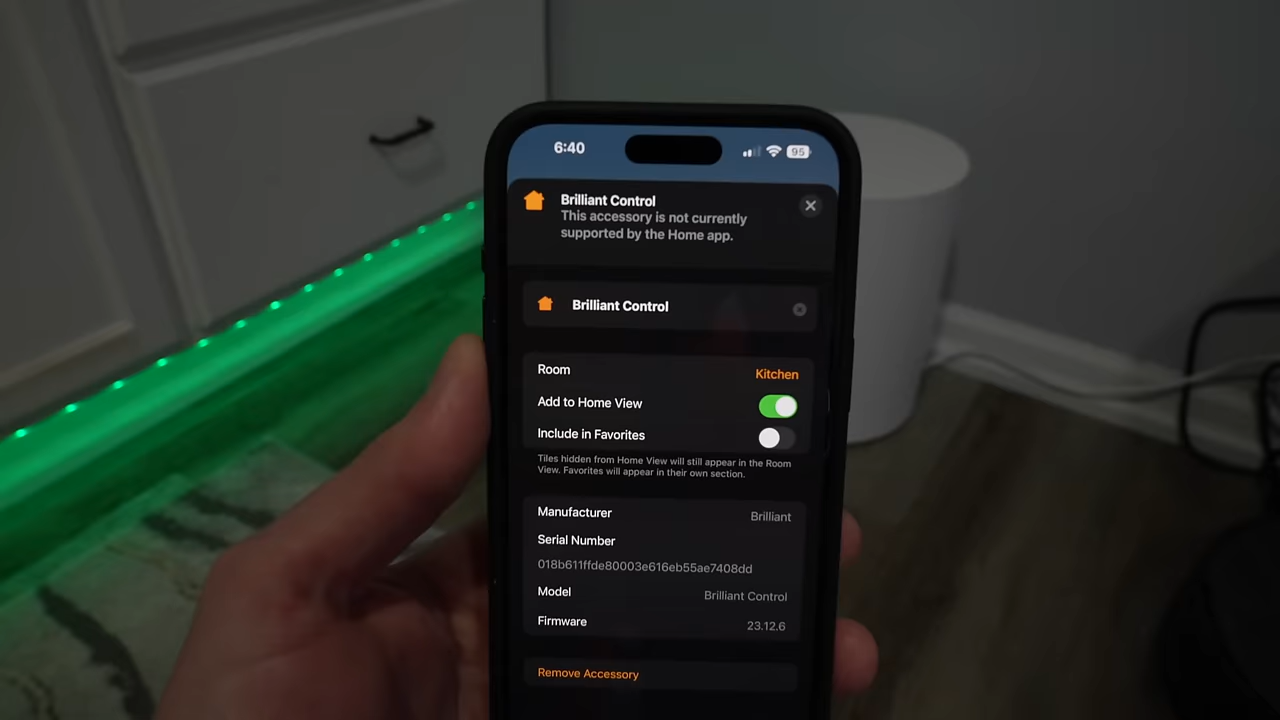 6:40
95
Brilliant Control
This accessory is not currently
supported by the Home app.
Brilliant Control
Room Kitchen
Add to Home View
Include in Favorites
Tiles hidden from Home View will still appear in the Room
View. Favorites will appear in their own section.
Manufacturer Brilliant
Serial Number
018b611ffde80003e616eb55ae7408dd
Model Brilliant Control
Firmware 23.12.6
Remove Accessory